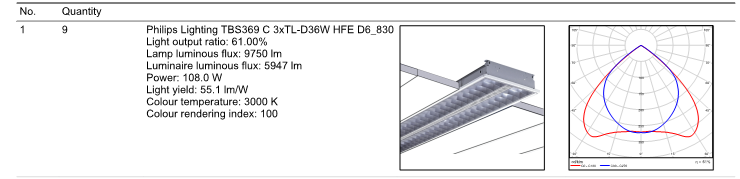 No. Quantity
1 9 Philips Lighting TBS369 C 3xTL-D36W HFE D6_830
Light output ratio: 61.00%
Lamp luminous flux: 9750 lm
Luminaire luminous flux: 5947 lm
Power: 108.0 W
Light yield: 55.1 lm/W
Colour temperature: 3000 K
Colour rendering index: 100